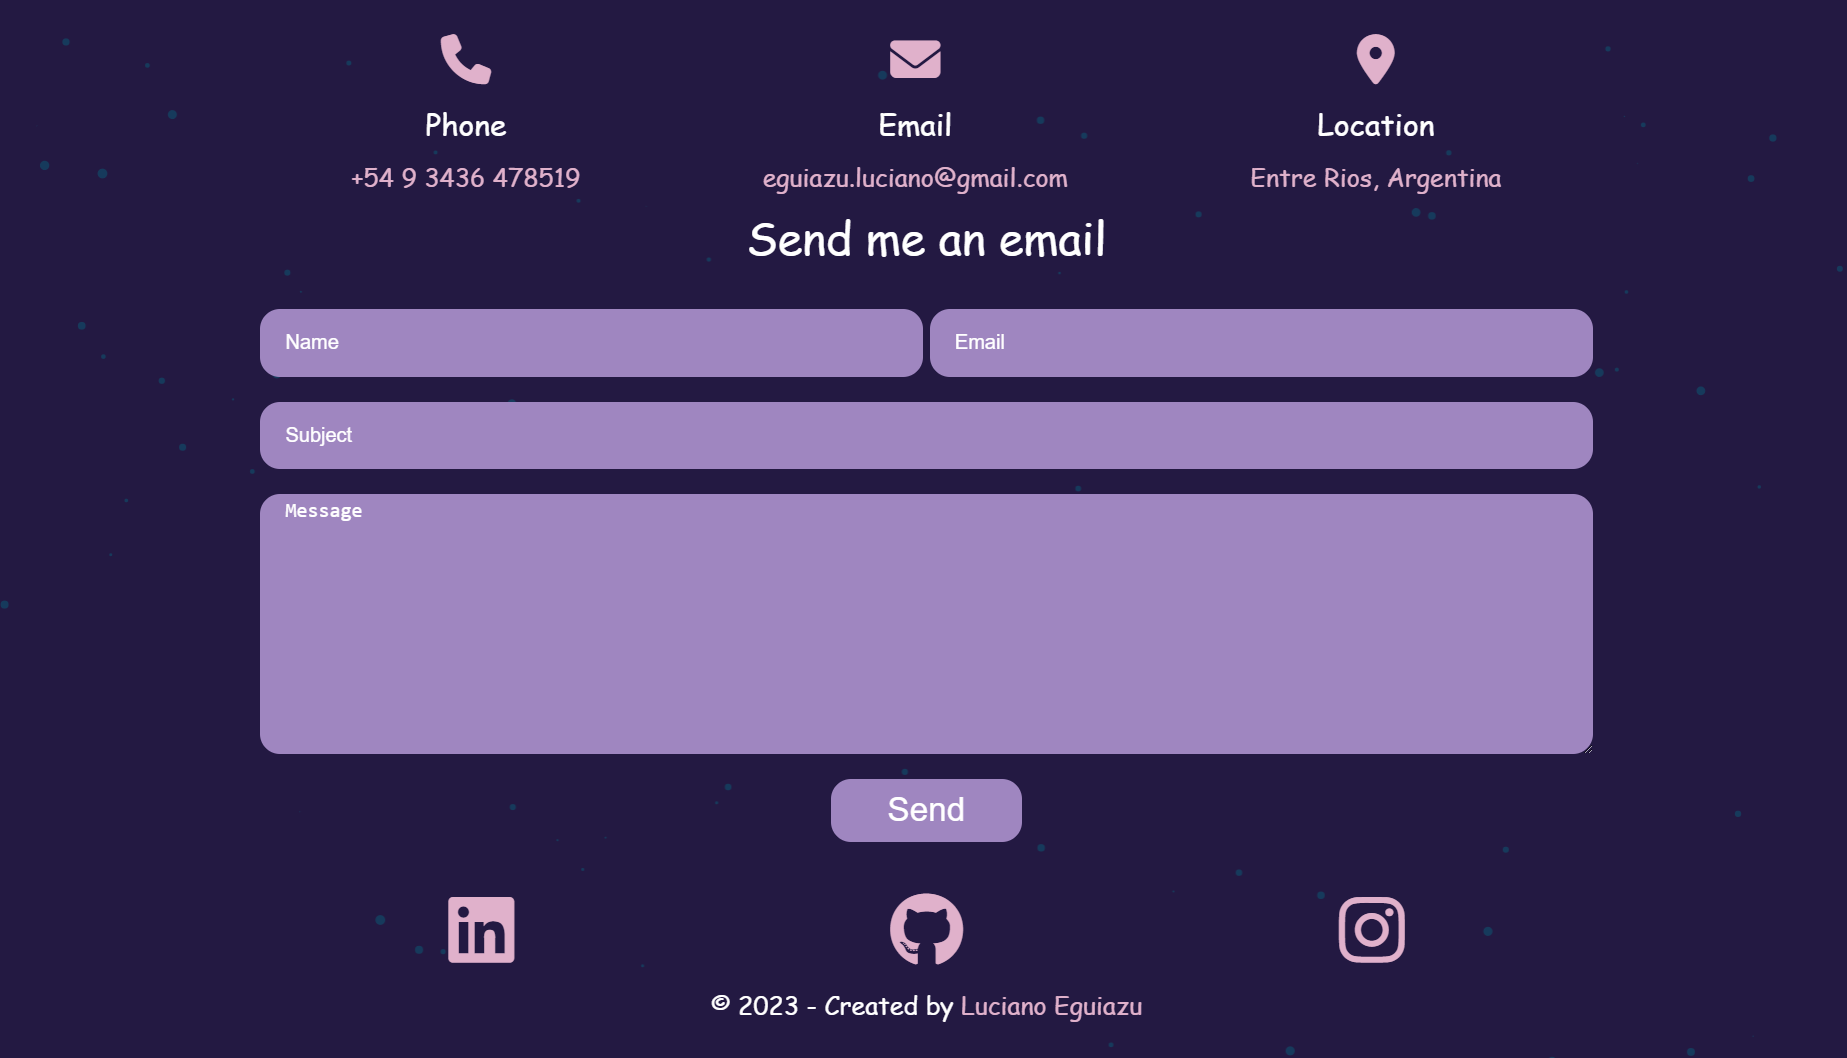 Phone
Email
Location
+54 9 3436 478519
eguiazu.luciano@gmail.com
Entre Rios, Argentina
Send me an email
Name
Email
Subject
Message
Send
in
© 2023 - Created by Luciano Eguiazu